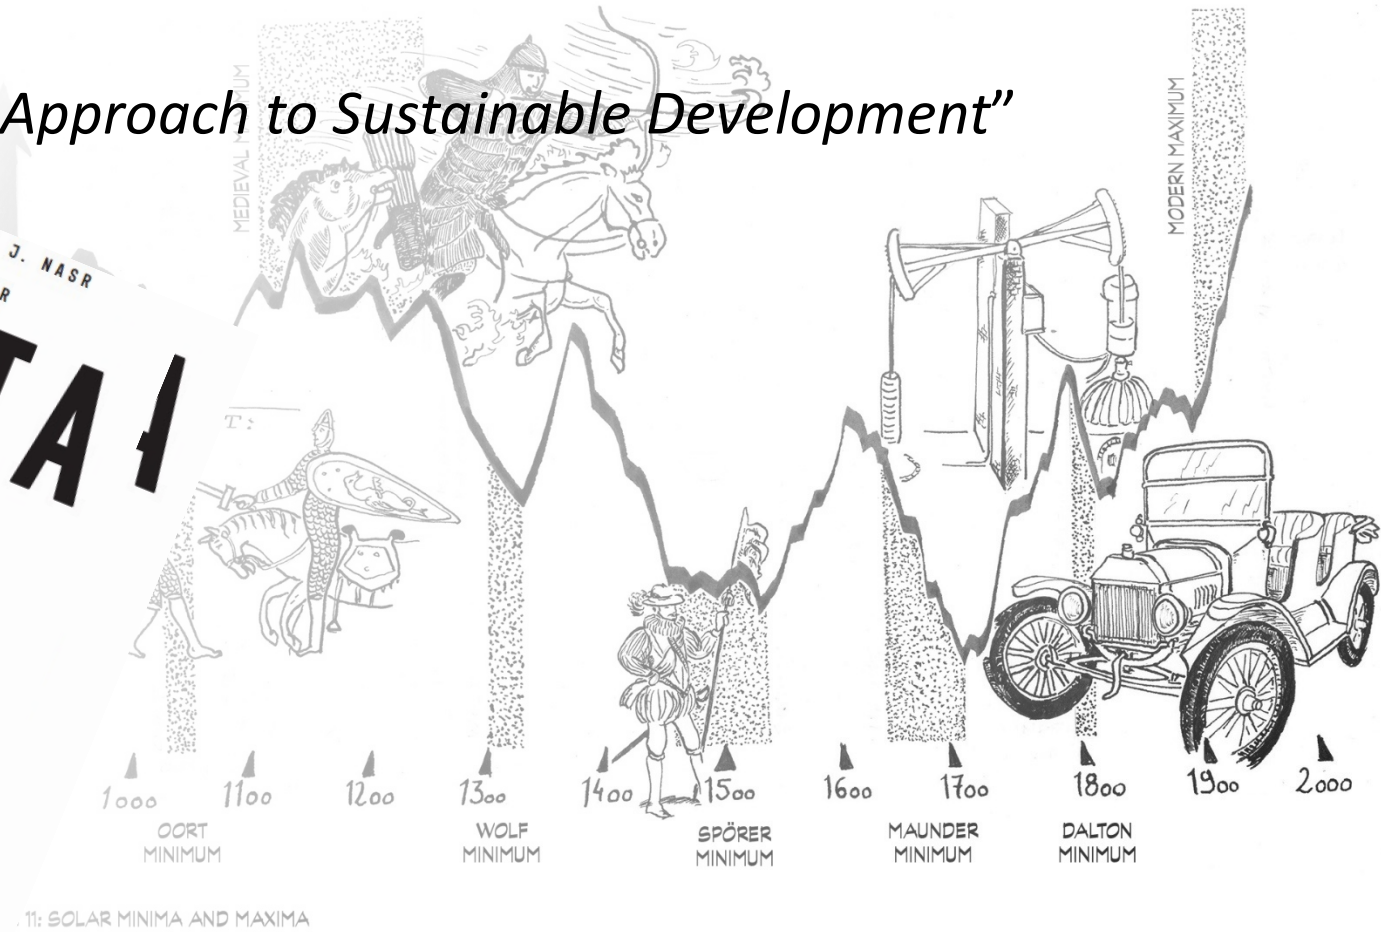 Approach to Sustainable Development”
MEDIEVAL MAXIMUM
MODERN MAXIMUM
J. NASR
R
TA
T:
1000 1100 1200 1300 1400 1500 1600 1700 1800 1900 2000
OORT MINIMUM
WOLF MINIMUM
SPÖRER MINIMUM
MAUNDER MINIMUM
DALTON MINIMUM
. 11: SOLAR MINIMA AND MAXIMA